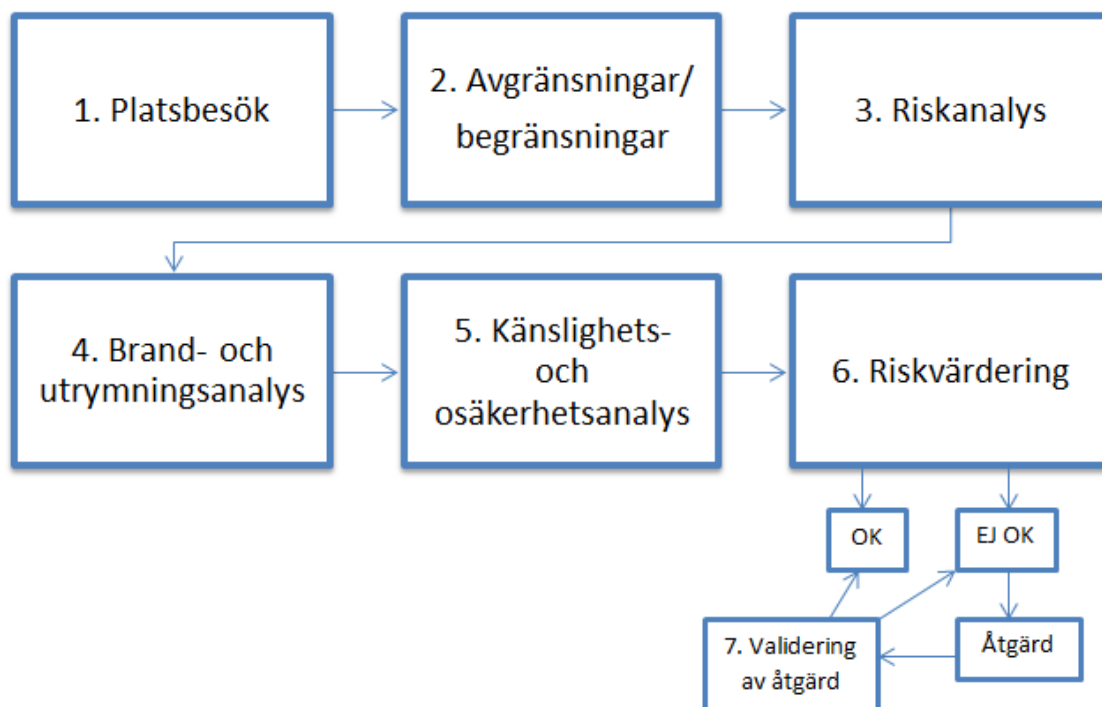 1. Platsbesök
2. Avgränsningar/
begränsningar
3. Riskanalys
4. Brand- och
utrymningsanalys
5. Känslighets-
och
osäkerhetsanalys
6. Riskvärdering
OK
EJ OK
7. Validering
av åtgärd
Åtgärd